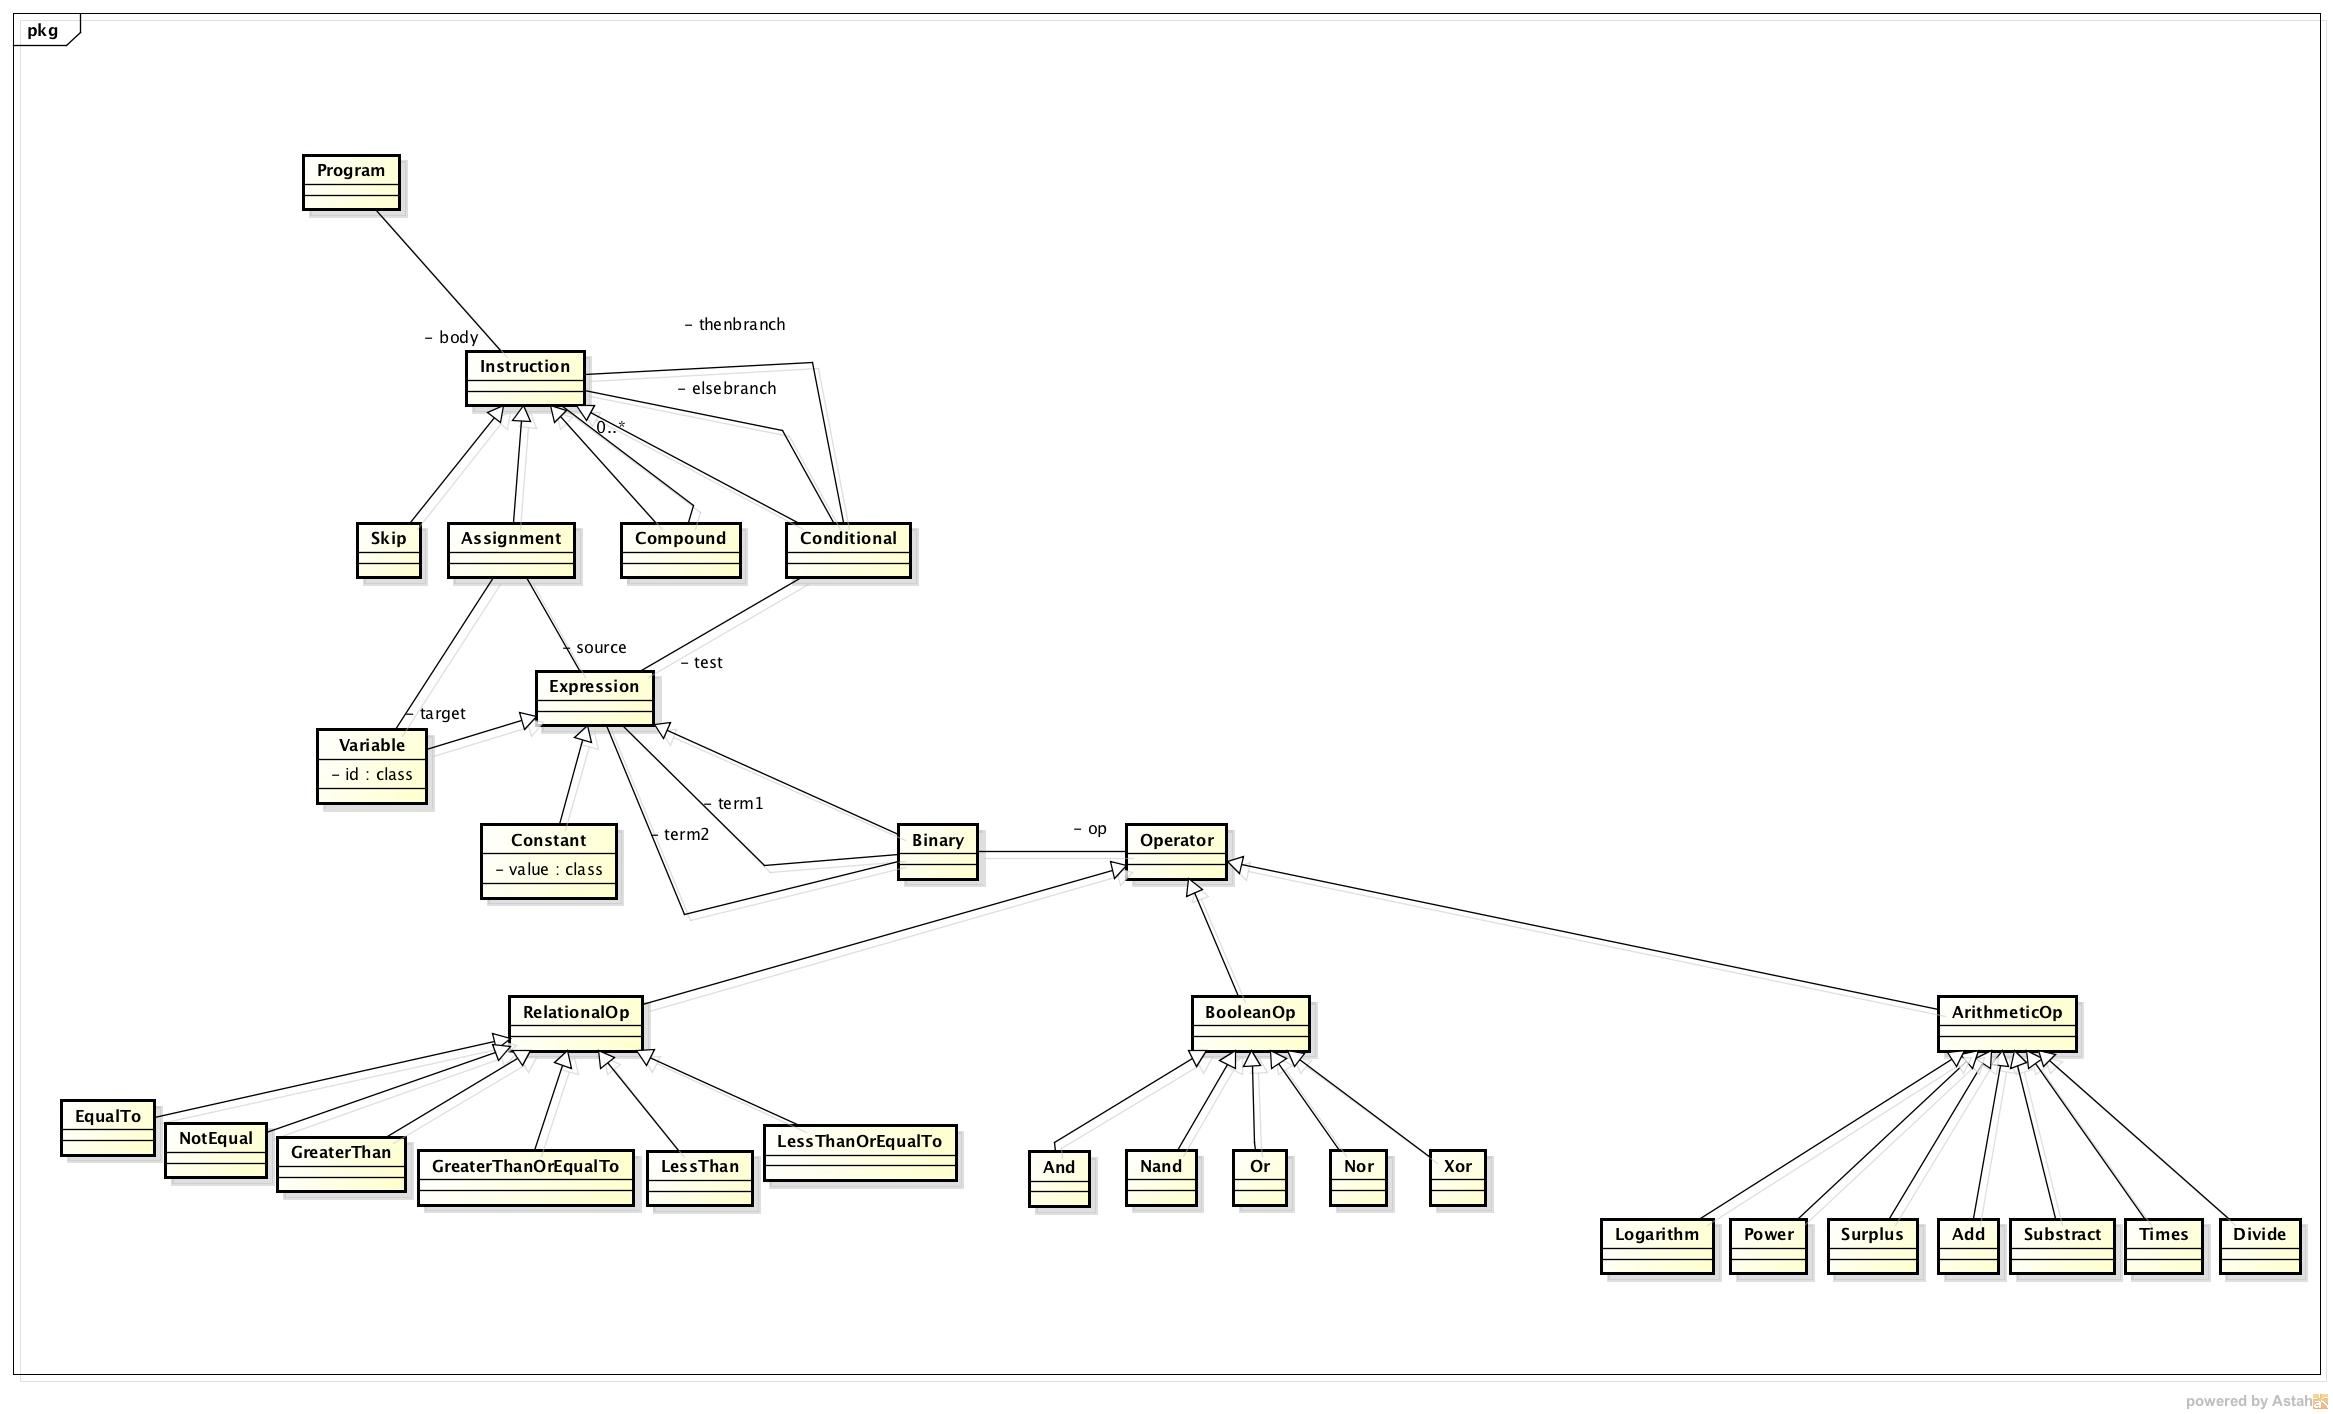 pkg
Program
- body
- thenbranch
Instruction
- elsebranch
0..*
Skip
Assignment
Compound
Conditional
- source
- test
Expression
- target
Variable
- id : class
- term1
- term2
Constant
- value : class
Binary
- op
Operator
RelationalOp
BooleanOp
ArithmeticOp
EqualTo
NotEqual
GreaterThan
GreaterThanOrEqualTo
LessThan
LessThanOrEqualTo
And
Nand
Or
Nor
Xor
Logarithm
Power
Surplus
Add
Substract
Times
Divide
powered by Astah